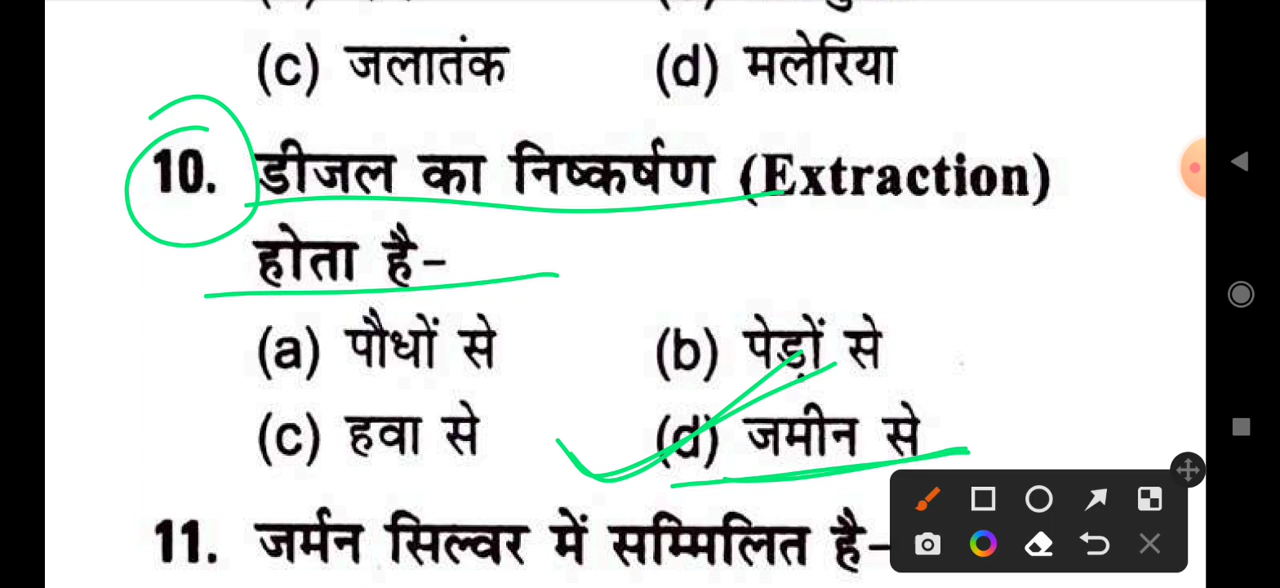 (c) जलातंक (d) मलेरिया
10. डीजल का निष्कर्षण (Extraction)
होता है-
(a) पौधों से (b) पेड़ों से
(c) हवा से (d) जमीन से
11. जर्मन सिल्वर में सम्मिलित है-